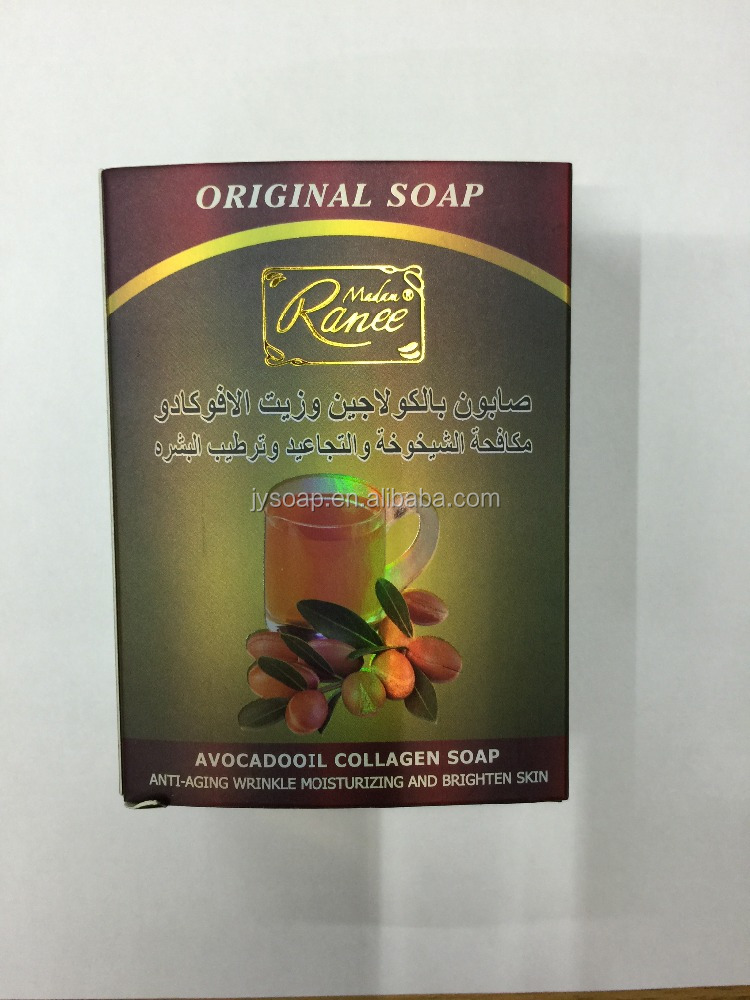 ORIGINAL SOAP
Madam ®
Ranee
صابون بالكولاجين وزيت الافوكادو
مكافحة الشيخوخة والتجاعيد وترطيب البشره
jysoap.en.alibaba.com
AVOCADOOIL COLLAGEN SOAP
ANTI-AGING WRINKLE MOISTURIZING AND BRIGHTEN SKIN